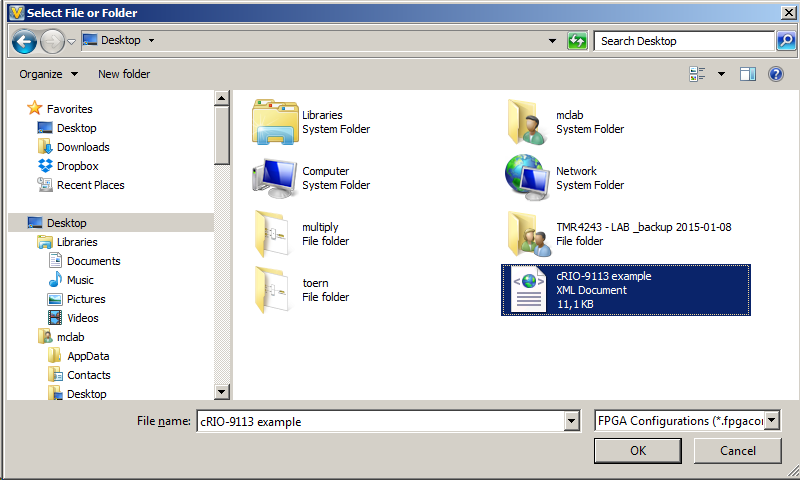 Select File or Folder
Desktop
Search Desktop
Organize
New folder
Favorites
Desktop
Downloads
Dropbox
Recent Places
Desktop
Libraries
Documents
Music
Pictures
Videos
mclab
AppData
Contacts
Desktop
Libraries
System Folder
mclab
System Folder
Computer
System Folder
Network
System Folder
multiply
File folder
TMR4243 - LAB _backup 2015-01-08
File folder
toern
File folder
cRIO-9113 example
XML Document
11,1 KB
File name:
cRIO-9113 example
FPGA Configurations (*.fpgacon
OK
Cancel